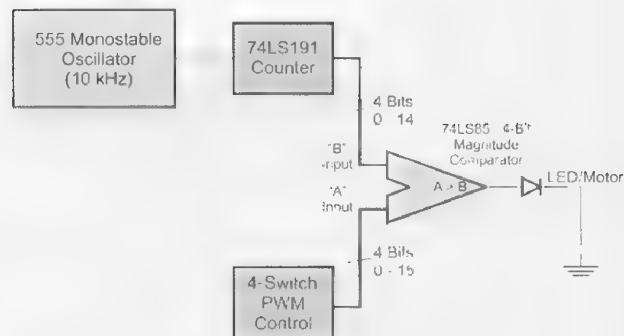 555 Monostable
Oscillator
(10 kHz)
74LS191
Counter
4 Bits
0 - 14
74LS85 4-Bit
Magnitude
Comparator
"B"
Input
A > B
LED/Motor
"A"
Input
4 Bits
0 - 15
4-Switch
PWM
Control